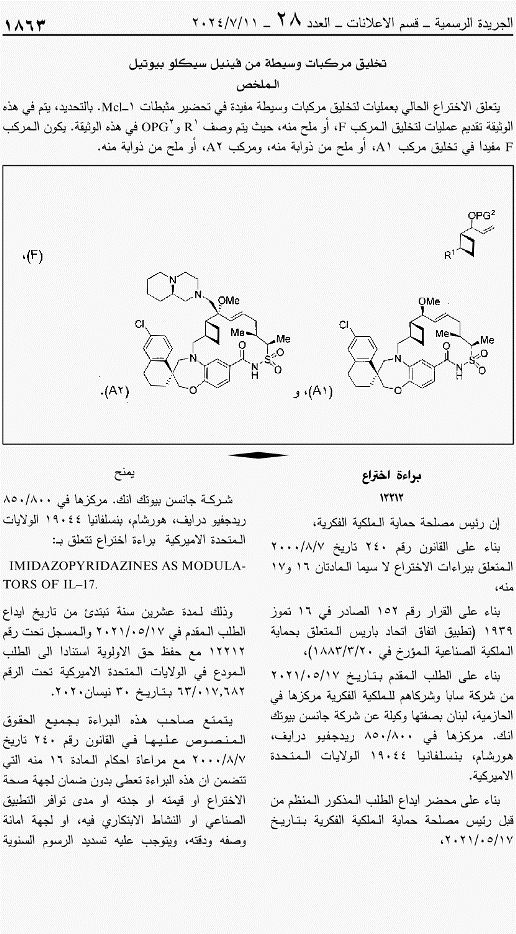 الجريدة الرسمية ــ قسم الاعلانات ــ العدد ٢٨ ــ ٢٠٢٤/٧/١١
١٨٦٣
تخليق مركبات وسيطة من فينيل سيكلو بيوتيل
الملخص
يتعلق الاختراع الحالي بعمليات لتخليق مركبات وسيطة مفيدة في تحضير مثبطات Mcl-١. بالتحديد، يتم في هذه
الوثيقة تقديم عمليات لتخليق المركب F، أو ملح منه، حيث يتم وصف R¹ و OPG² في هذه الوثيقة. يكون المركب
F مفيدا في تخليق مركب A١، أو ملح من ذوابة منه، ومركب A٢، أو ملح من ذوابة منه.
OPG²
R¹
(F)،
N
N
OMe
Me
Me
Cl
N
O
O
S
O
N
H
O
(A٢).
OMe
Me
Me
Cl
N
O
O
S
O
N
H
O
(A١)، و
براءة اختراع
١٢٢١٢
إن رئيس مصلحة حماية الملكية الفكرية،
بناء على القانون رقم ٢٤٠ تاريخ ٢٠٠٠/٨/٧
المتعلق ببراءات الاختراع لا سيما المادتان ١٦ و١٧
منه،
بناء على القرار رقم ١٥٢ الصادر في ١٦ تموز
١٩٣٩ (تطبيق اتفاق اتحاد باريس المتعلق بحماية
الملكية الصناعية المؤرخ في ١٨٨٣/٣/٢٠)،
بناء على الطلب المقدم بتاريخ ٢٠٢١/٠٥/١٧
من شركة سابا وشركاهم للملكية الفكرية مركزها في
الحازمية، لبنان بصفتها وكيلة عن شركة جانسن بيوتك
انك. مركزها في ٨٥٠/٨٠٠ ريدجفيو درايف،
هورشام، بنسلفانيا ١٩٠٤٤ الولايات المتحدة
الاميركية.
بناء على محضر ايداع الطلب المذكور المنظم من
قبل رئيس مصلحة حماية الملكية الفكرية بتاريخ
٢٠٢١/٠٥/١٧،
يمنح
شركة جانسن بيوتك انك. مركزها في ٨٥٠/٨٠٠
ريدجفيو درايف، هورشام، بنسلفانيا ١٩٠٤٤ الولايات
المتحدة الاميركية براءة اختراع تتعلق بـ:
IMIDAZOPYRIDAZINES AS MODULA-
TORS OF IL–17.
وذلك لمدة عشرين سنة تبتدئ من تاريخ ايداع
الطلب المقدم في ٢٠٢١/٠٥/١٧ والمسجل تحت رقم
١٢٢١٢ مع حفظ حق الاولوية استنادا الى الطلب
المودع في الولايات المتحدة الاميركية تحت الرقم
٦٣/٠١٧,٦٨٢ بتاريخ ٣٠ نيسان٢٠٢٠.
يتمتع صاحب هذه البراءة بجميع الحقوق
المنصوص عليها في القانون رقم ٢٤٠ تاريخ
٢٠٠٠/٨/٧ مع مراعاة احكام المادة ١٦ منه التي
تتضمن ان هذه البراءة تعطى بدون ضمان لجهة صحة
الاختراع او قيمته او جدته او مدى توافر التطبيق
الصناعي او النشاط الابتكاري فيه، او لجهة امانة
وصفه ودقته، ويتوجب عليه تسديد الرسوم السنوية